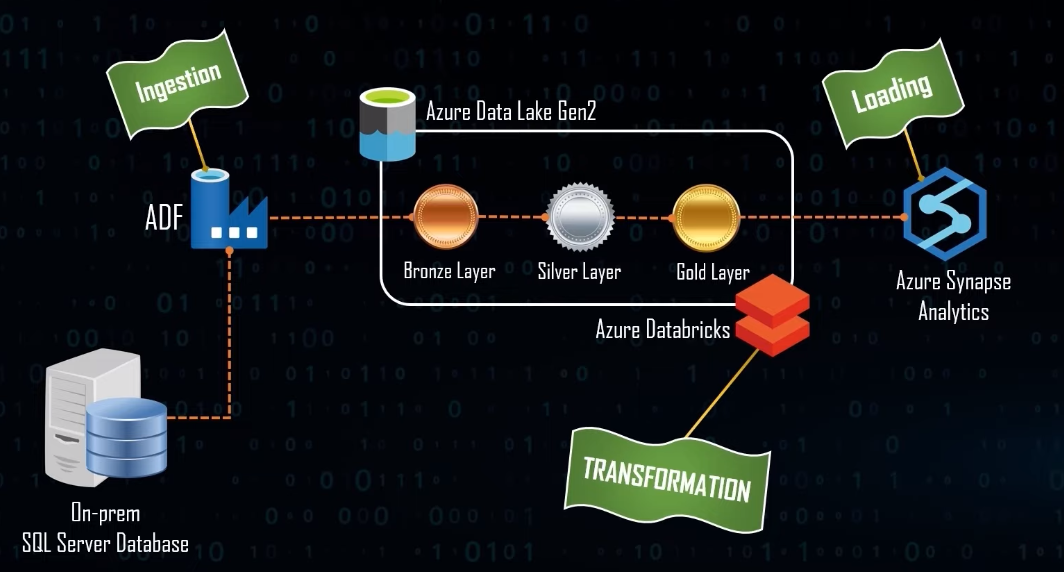 Ingestion
Loading
Azure Data Lake Gen2
ADF
Bronze Layer
Silver Layer
Gold Layer
Azure Synapse
Analytics
Azure Databricks
TRANSFORMATION
On-prem
SQL Server Database